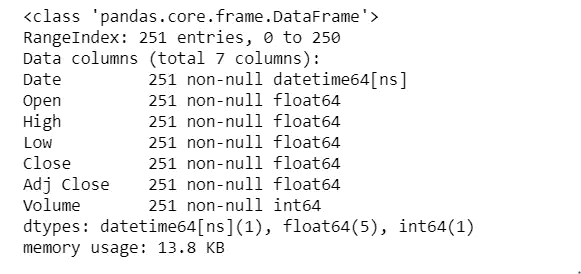 <class 'pandas.core.frame.DataFrame'>
RangeIndex: 251 entries, 0 to 250
Data columns (total 7 columns):
Date         251 non-null datetime64[ns]
Open         251 non-null float64
High         251 non-null float64
Low          251 non-null float64
Close        251 non-null float64
Adj Close    251 non-null float64
Volume       251 non-null int64
dtypes: datetime64[ns](1), float64(5), int64(1)
memory usage: 13.8 KB